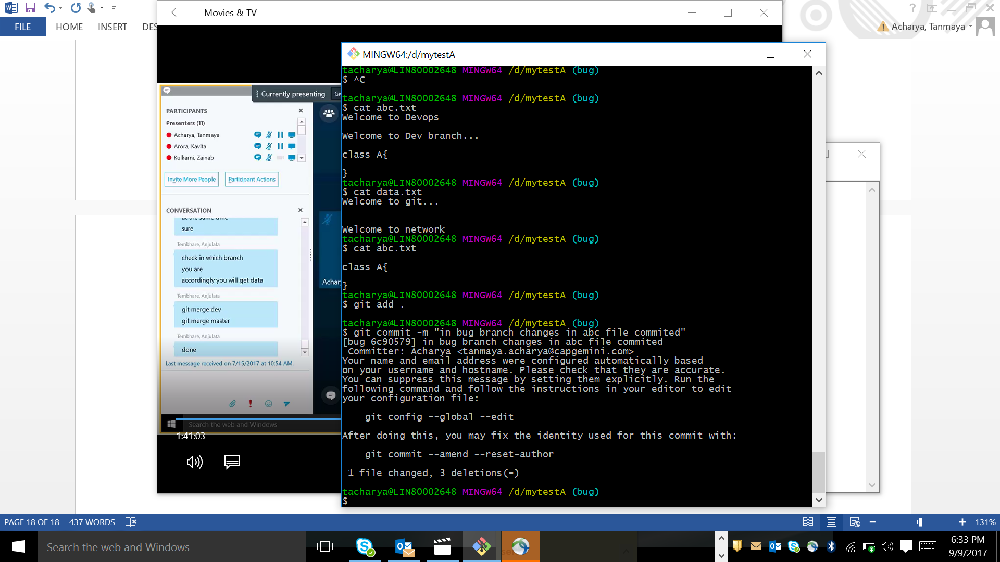 FILE HOME INSERT DES
Acharya, Tanmaya
Movies & TV
Currently presenting
PARTICIPANTS
Presenters (11)
Acharya, Tanmaya
Arora, Kavita
Kulkarni, Zainab
Invite More People Participant Actions
CONVERSATION
at the same time
sure
Tembhare, Anjulata
check in which branch
you are
accordingly you will get data
Tembhare, Anjulata
git merge dev
git merge master
Tembhare, Anjulata
done
Last message received on 7/15/2017 at 10:54 AM.
Search the web and Windows
1:41:03
MINGW64:/d/mytestA
tacharya@LIN80002648 MINGW64 /d/mytestA (bug)
$ ^C
tacharya@LIN80002648 MINGW64 /d/mytestA (bug)
$ cat abc.txt
Welcome to Devops
Welcome to Dev branch...
class A{
}
tacharya@LIN80002648 MINGW64 /d/mytestA (bug)
$ cat data.txt
Welcome to git...
Welcome to network
tacharya@LIN80002648 MINGW64 /d/mytestA (bug)
$ cat abc.txt
class A{
}
tacharya@LIN80002648 MINGW64 /d/mytestA (bug)
$ git add .
tacharya@LIN80002648 MINGW64 /d/mytestA (bug)
$ git commit -m "in bug branch changes in abc file commited"
[bug 6c90579] in bug branch changes in abc file commited
Committer: Acharya <tanmaya.acharya@capgemini.com>
Your name and email address were configured automatically based
on your username and hostname. Please check that they are accurate.
You can suppress this message by setting them explicitly. Run the
following command and follow the instructions in your editor to edit
your configuration file:
git config --global --edit
After doing this, you may fix the identity used for this commit with:
git commit --amend --reset-author
1 file changed, 3 deletions(-)
tacharya@LIN80002648 MINGW64 /d/mytestA (bug)
$
PAGE 18 OF 18 437 WORDS
131%
Search the web and Windows
6:33 PM
9/9/2017